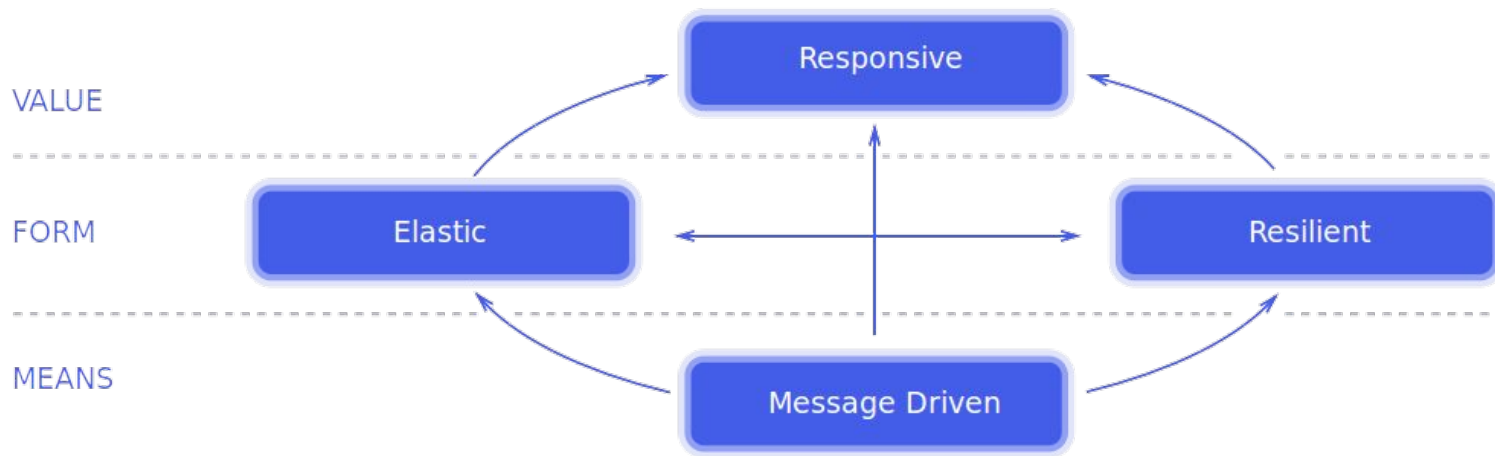 Responsive
VALUE
FORM
Elastic
Resilient
MEANS
Message Driven